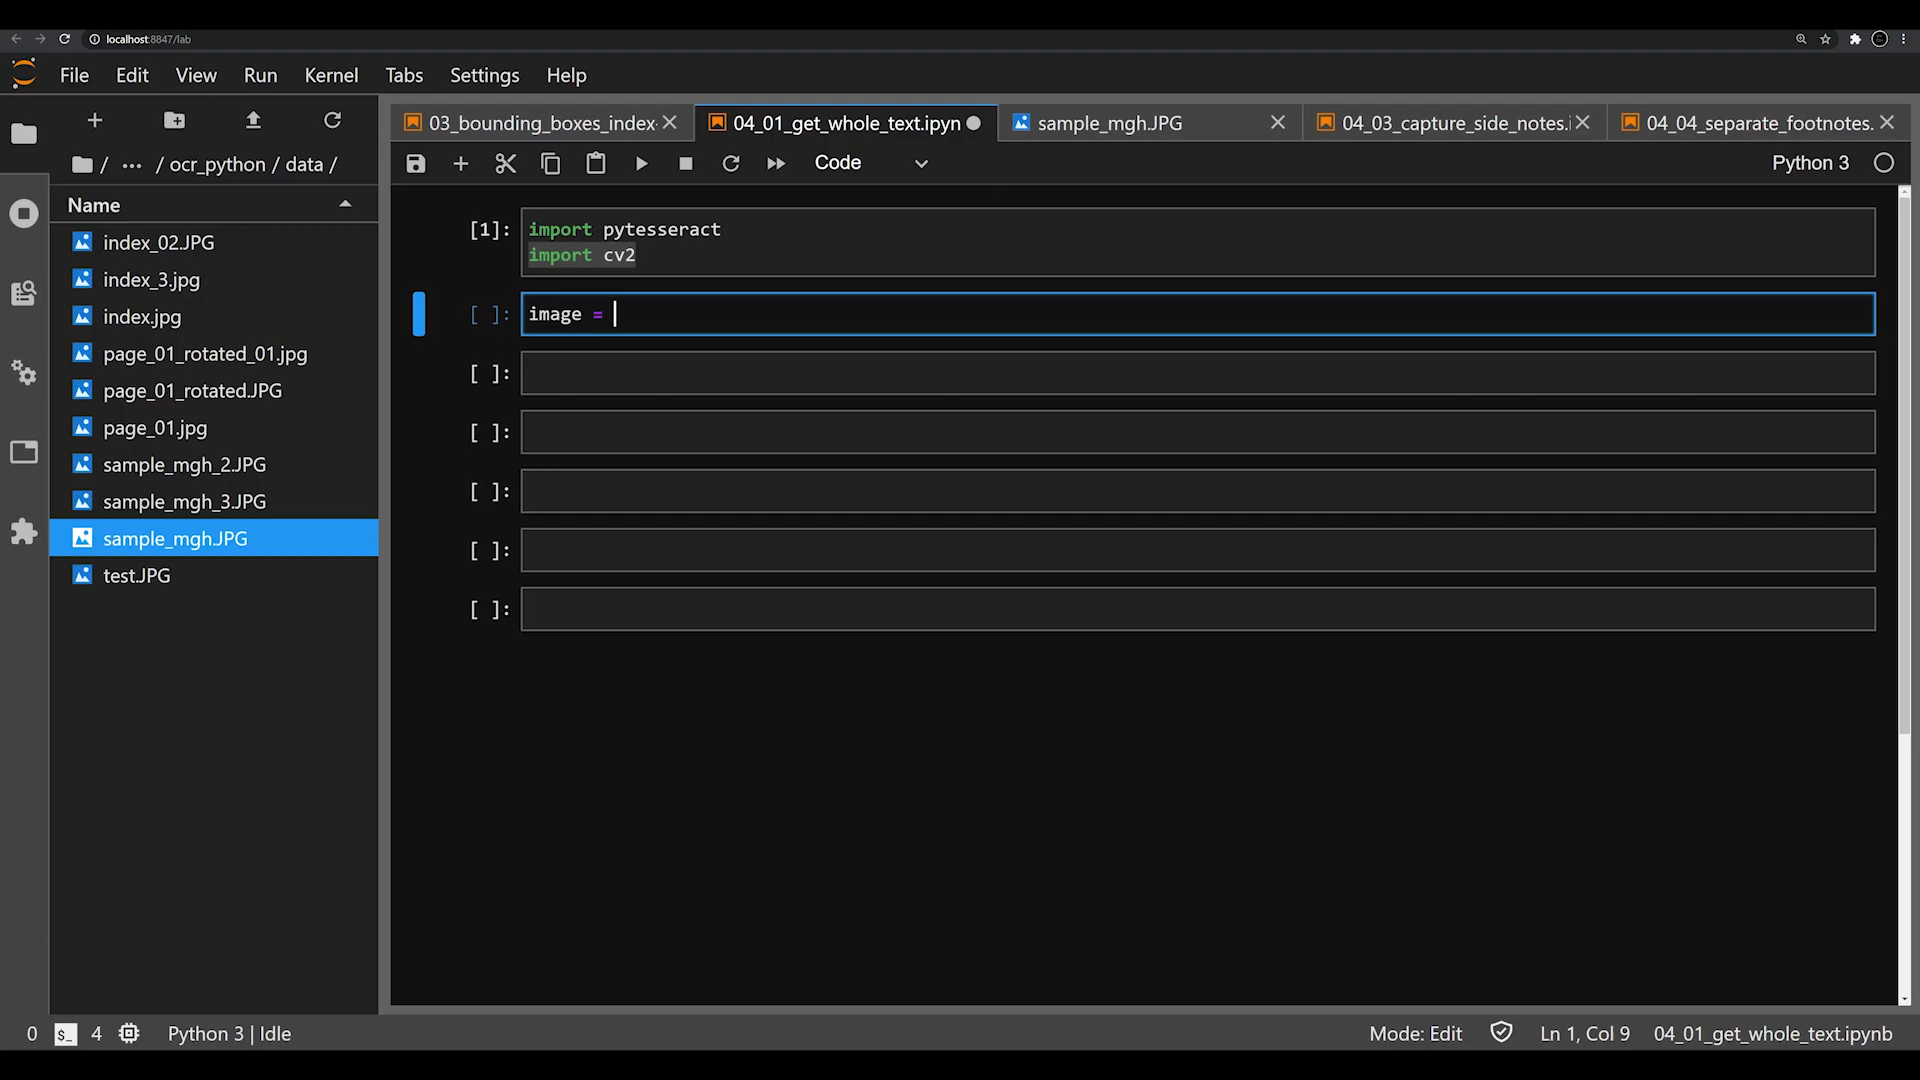 localhost:8847/lab
File Edit View Run Kernel Tabs Settings Help
/ ··· / ocr_python / data /
Name
index_02.JPG
index_3.jpg
index.jpg
page_01_rotated_01.jpg
page_01_rotated.JPG
page_01.jpg
sample_mgh_2.JPG
sample_mgh_3.JPG
sample_mgh.JPG
test.JPG
03_bounding_boxes_index 04_01_get_whole_text.ipyn sample_mgh.JPG 04_03_capture_side_notes.i 04_04_separate_footnotes.
Code Python 3
[1]: import pytesseract
import cv2
[ ]: image =
[ ]:
[ ]:
[ ]:
[ ]:
[ ]:
0 $_ 4 Python 3 | Idle Mode: Edit Ln 1, Col 9 04_01_get_whole_text.ipynb